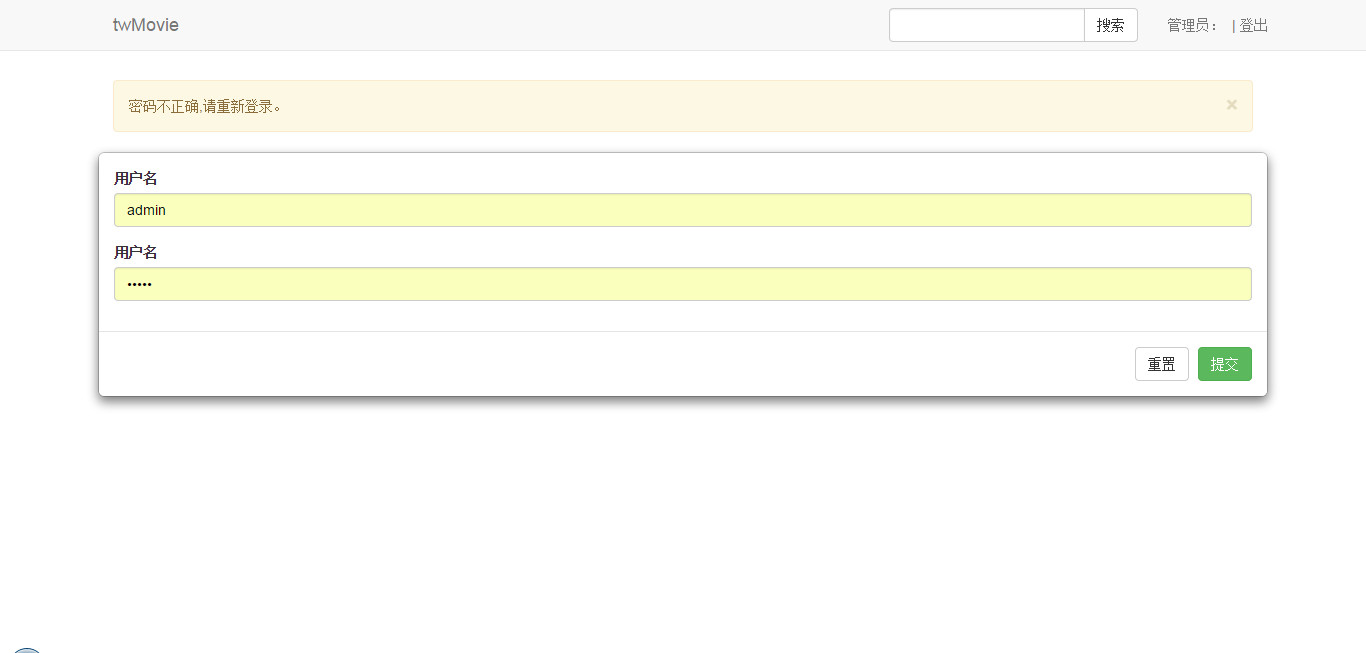 twMovie
搜索
管理员： | 登出
密码不正确,请重新登录。
×
用户名
admin
用户名
•••••
重置
提交